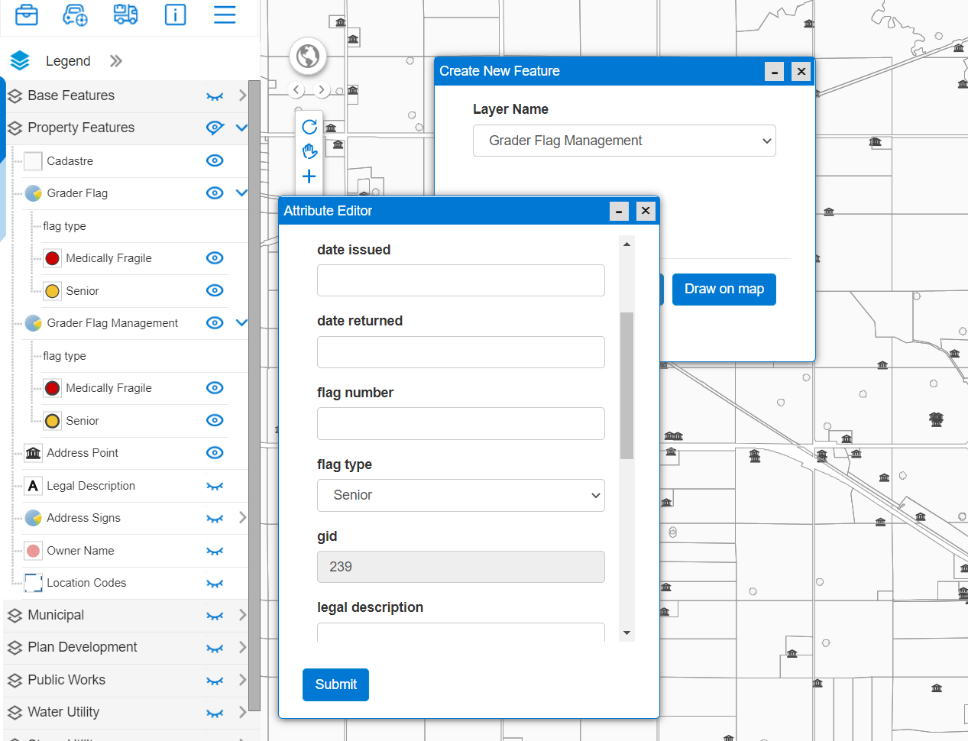 Legend
Base Features
Property Features
Cadastre
Grader Flag
flag type
Medically Fragile
Senior
Grader Flag Management
flag type
Medically Fragile
Senior
Address Point
A Legal Description
Address Signs
Owner Name
Location Codes
Municipal
Plan Development
Public Works
Water Utility
Create New Feature
Layer Name
Grader Flag Management
Draw on map
Attribute Editor
date issued
date returned
flag number
flag type
Senior
gid
239
legal description
Submit